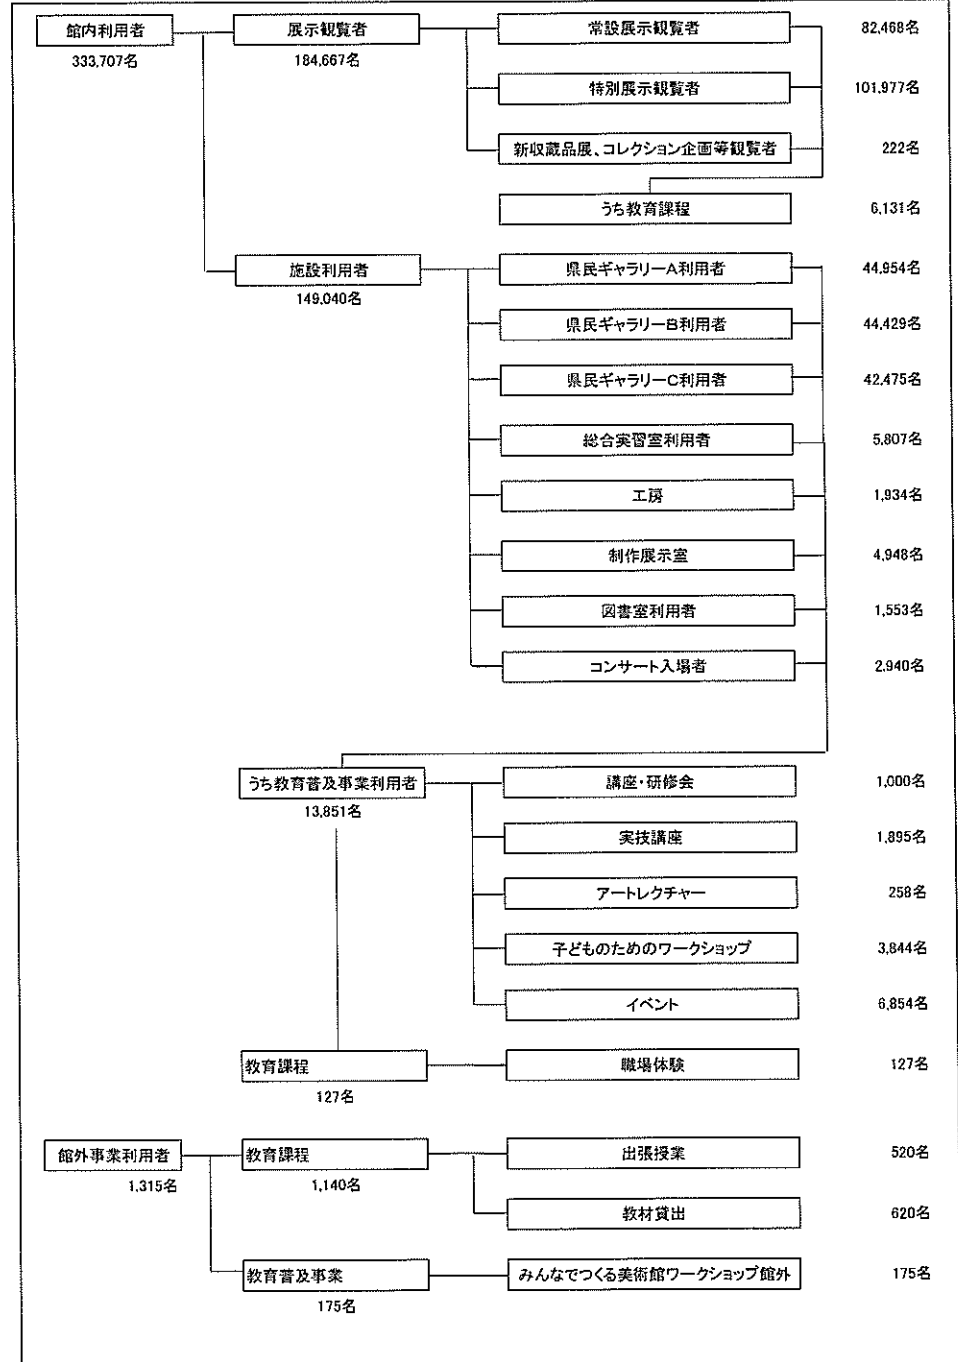 館内利用者 展示観覧者 常設展示観覧者 82,468名
333,707名 184,667名
特別展示観覧者 101,977名
新収蔵品展、コレクション企画等観覧者 222名
うち教育課程 6,131名
施設利用者 県民ギャラリーA利用者 44,954名
149,040名
県民ギャラリーB利用者 44,429名
県民ギャラリーC利用者 42,475名
総合実習室利用者 5,807名
工房 1,934名
制作展示室 4,948名
図書室利用者 1,553名
コンサート入場者 2,940名
うち教育普及事業利用者 講座・研修会 1,000名
13,851名
実技講座 1,895名
アートレクチャー 258名
子どものためのワークショップ 3,844名
イベント 6,854名
教育課程 職場体験 127名
127名
館外事業利用者 教育課程 出張授業 520名
1,315名 1,140名
教材貸出 620名
教育普及事業 みんなでつくる美術館ワークショップ館外 175名
175名